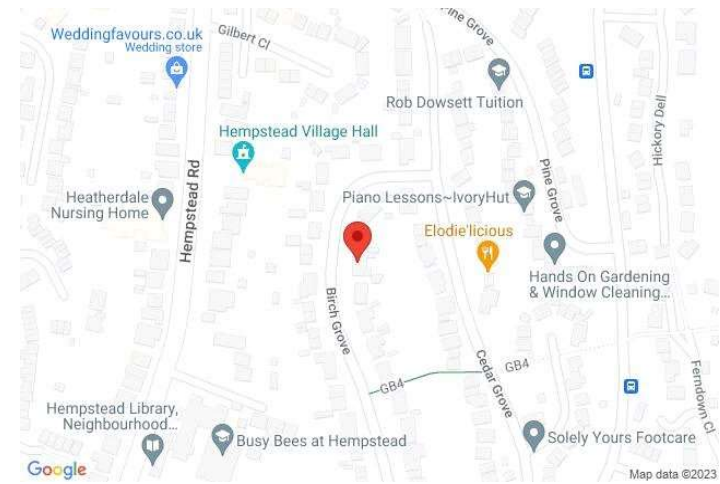 Weddingfavours.co.uk
Wedding store
Gilbert Cl
Pine Grove
Rob Dowsett Tuition
Hickory Dell
Hempstead Village Hall
Hempstead Rd
Heatherdale
Nursing Home
Piano Lessons~IvoryHut
Pine Grove
Elodie'licious
Hands On Gardening
& Window Cleaning...
Birch Grove
Cedar Grove
GB4
GB4
Ferndown Cl
Hempstead Library,
Neighbourhood...
Busy Bees at Hempstead
Solely Yours Footcare
Google
Map data ©2023